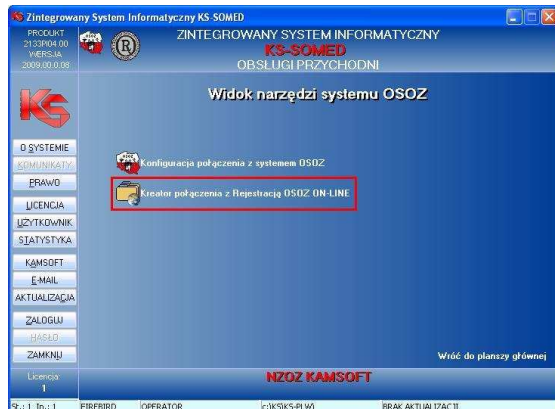 Zintegrowany System Informatyczny KS-SOMED
PRODUKT
2133P04.00
WERSJA
2009.00.0.08
ZINTEGROWANY SYSTEM INFORMATYCZNY
KS-SOMED
OBSŁUGI PRZYCHODNI
R
KS
Widok narzędzi systemu OSOZ
Konfiguracja połączenia z systemem OSOZ
Kreator połączenia z Rejestracją OSOZ ON-LINE
O SYSTEMIE
KOMUNIKATY
PRAWO
LICENCJA
UŻYTKOWNIK
STATYSTYKA
KAMSOFT
E-MAIL
AKTUALIZACJA
ZALOGUJ
HASŁO
ZAMKNIJ
Wróć do planszy głównej
Licencja
1
NZOZ KAMSOFT
St.: 1 In.: 1
FIREBIRD
OPERATOR
BRAK AKTUALIZACJI